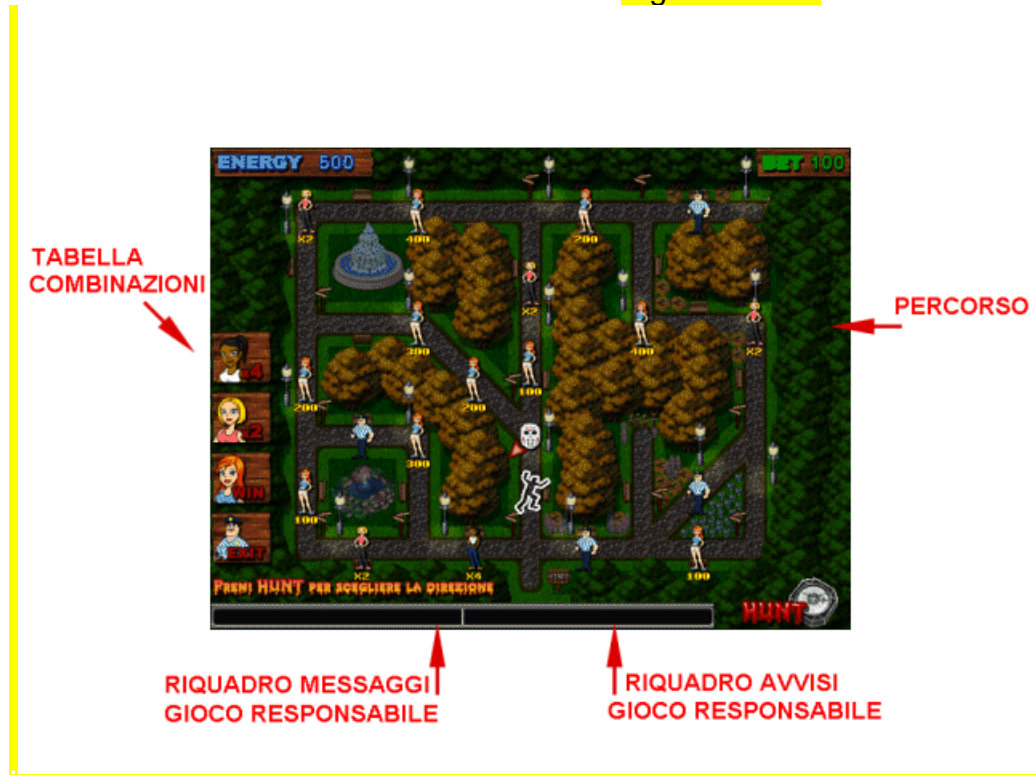 ENERGY 500
BET 100
X2
400
200
X2
300
400
X2
200
200
100
300
100
X2
X4
100
TABELLA
COMBINAZIONI
PERCORSO
X4
X2
WIN
EXIT
PREMI HUNT PER SCEGLIERE LA DIREZIONE
HUNT
RIQUADRO MESSAGGI
GIOCO RESPONSABILE
RIQUADRO AVVISI
GIOCO RESPONSABILE